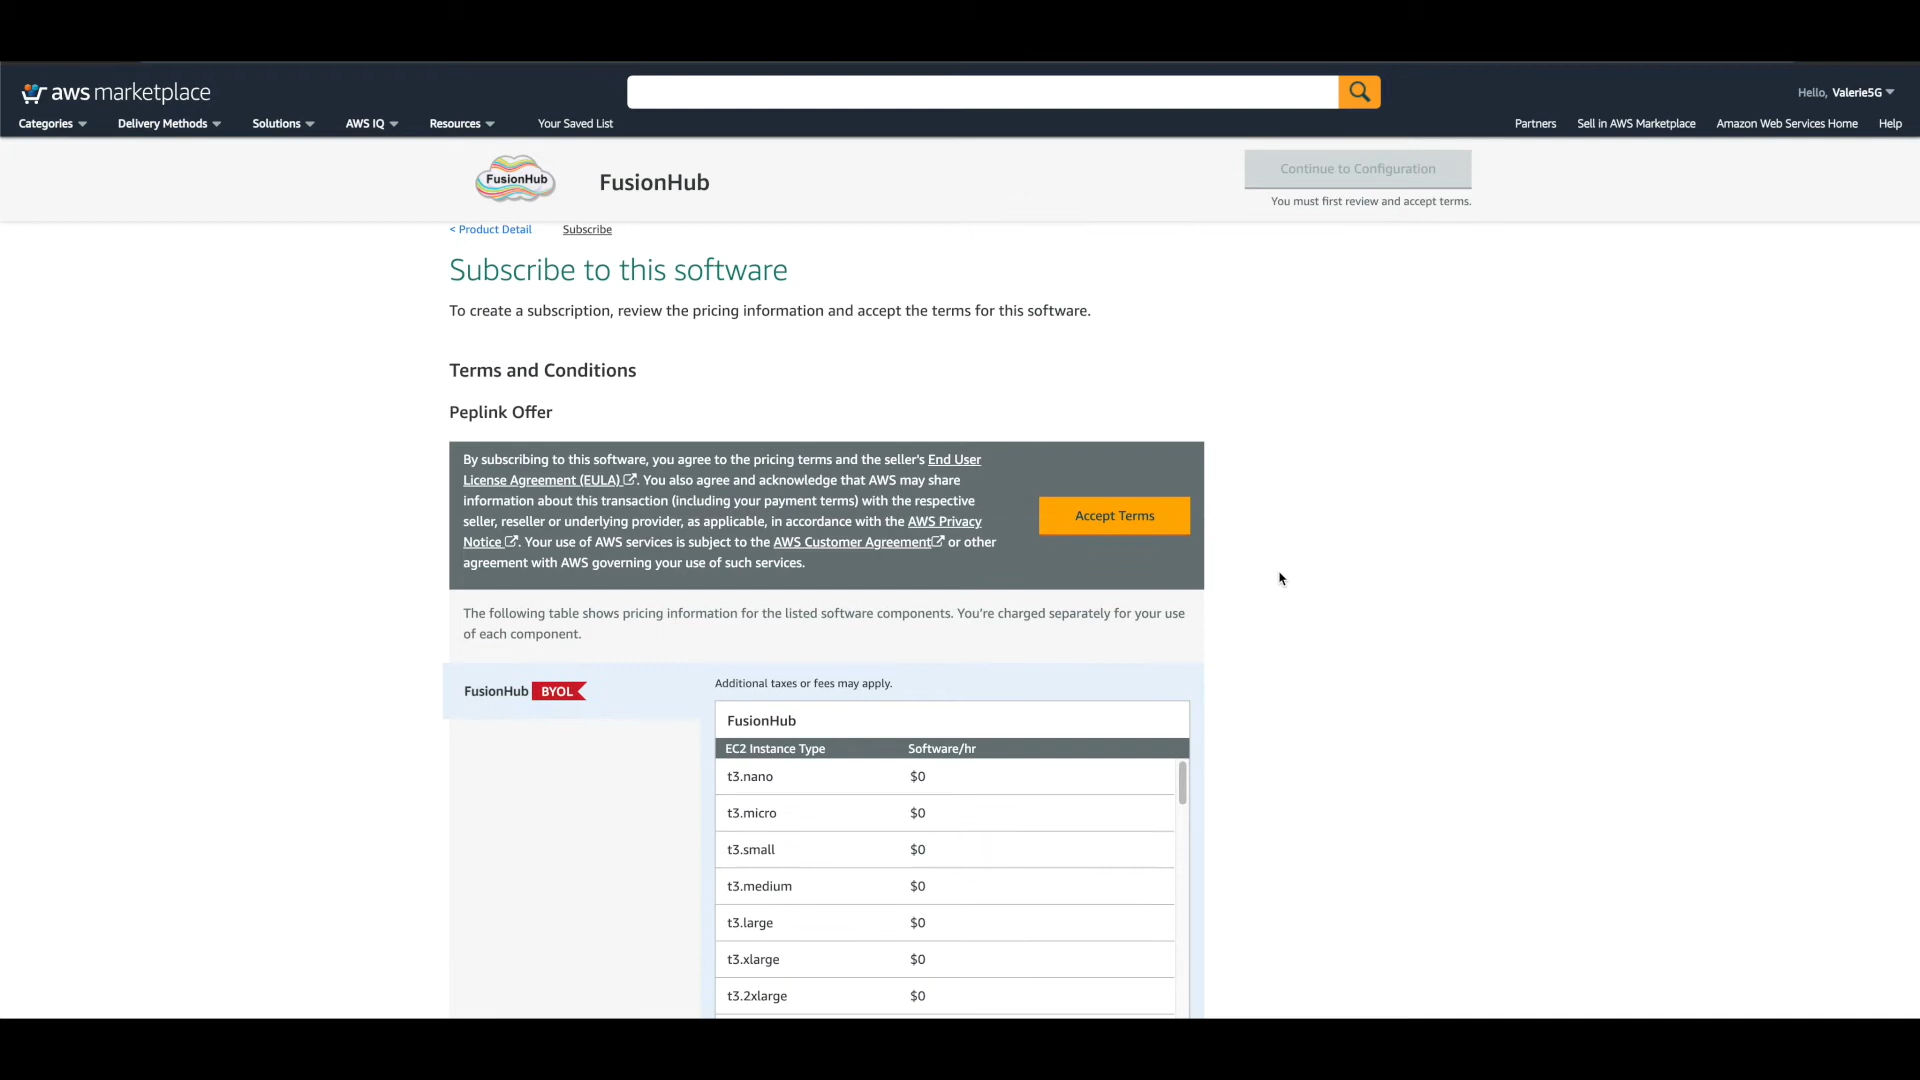 aws marketplace
Hello, Valerie5G
Categories Delivery Methods Solutions AWS IQ Resources Your Saved List Partners Sell in AWS Marketplace Amazon Web Services Home Help
FusionHub
FusionHub
Continue to Configuration
You must first review and accept terms.
< Product Detail Subscribe
Subscribe to this software
To create a subscription, review the pricing information and accept the terms for this software.
Terms and Conditions
Peplink Offer
By subscribing to this software, you agree to the pricing terms and the seller's End User
License Agreement (EULA). You also agree and acknowledge that AWS may share
information about this transaction (including your payment terms) with the respective
seller, reseller or underlying provider, as applicable, in accordance with the AWS Privacy
Notice. Your use of AWS services is subject to the AWS Customer Agreement or other
agreement with AWS governing your use of such services.
Accept Terms
The following table shows pricing information for the listed software components. You're charged separately for your use
of each component.
FusionHub BYOL
Additional taxes or fees may apply.
FusionHub
EC2 Instance Type Software/hr
t3.nano $0
t3.micro $0
t3.small $0
t3.medium $0
t3.large $0
t3.xlarge $0
t3.2xlarge $0